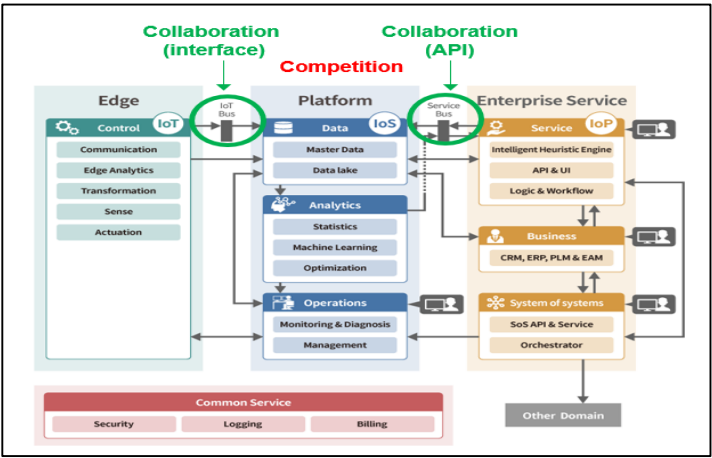 Collaboration
(interface)
Collaboration
(API)
Competition
Edge
IoT
Bus
Platform
Service
Bus
Enterprise Service
Control
IoT
Communication
Edge Analytics
Transformation
Sense
Actuation
Data
IoS
Master Data
Data lake
Analytics
Statistics
Machine Learning
Optimization
Operations
Monitoring & Diagnosis
Management
Service
IoP
Intelligent Heuristic Engine
API & UI
Logic & Workflow
Business
CRM, ERP, PLM & EAM
System of systems
SoS API & Service
Orchestrator
Common Service
Security
Logging
Billing
Other Domain